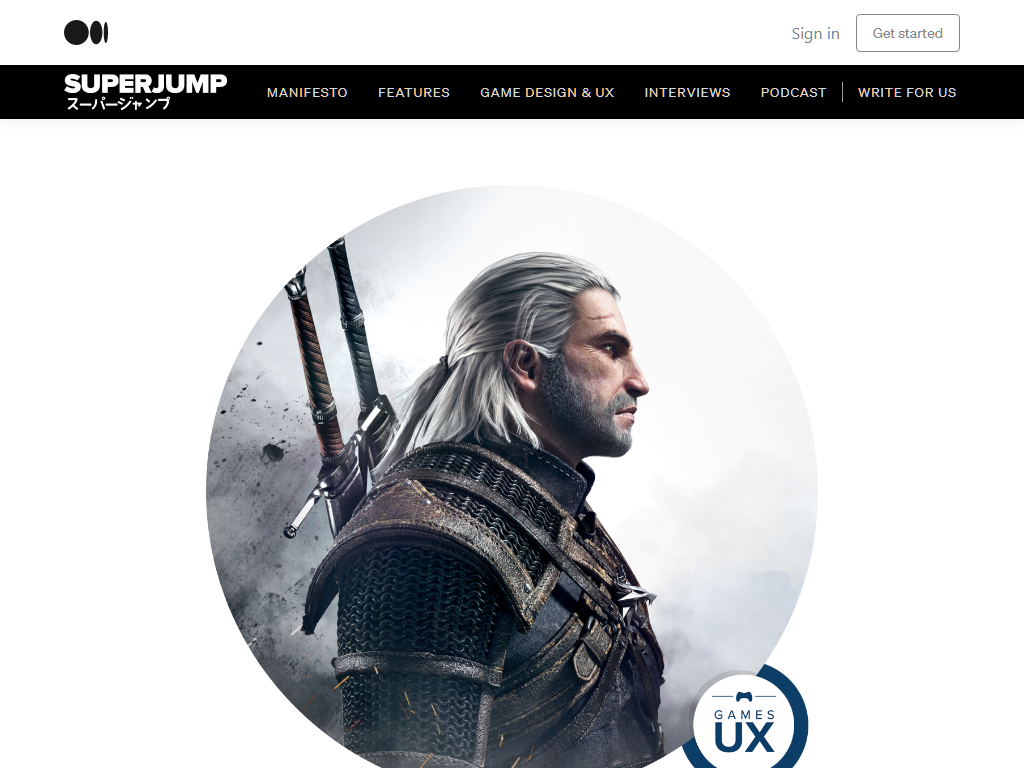 Sign in
Get started
SUPERJUMP
スーパージャンプ
MANIFESTO
FEATURES
GAME DESIGN & UX
INTERVIEWS
PODCAST
WRITE FOR US
GAMES
UX